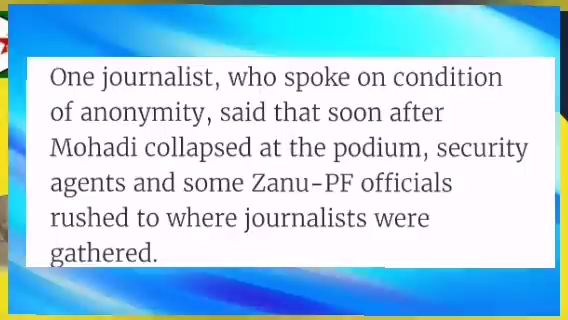 One journalist, who spoke on condition
of anonymity, said that soon after
Mohadi collapsed at the podium, security
agents and some Zanu-PF officials
rushed to where journalists were
gathered.